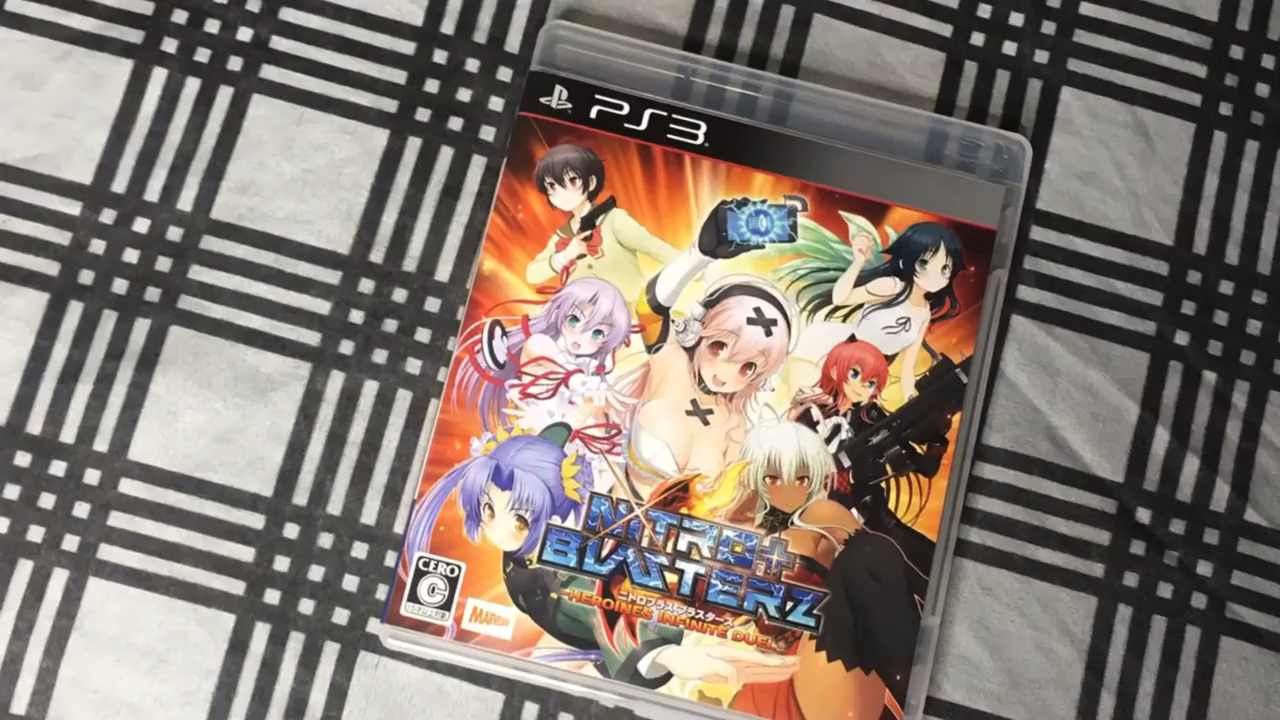 PS3
NITRO+
BLASTERZ
ニトロプラスブラスターズ
-HEROINES INFINITE DUEL-
CERO
C
MARVELOUS